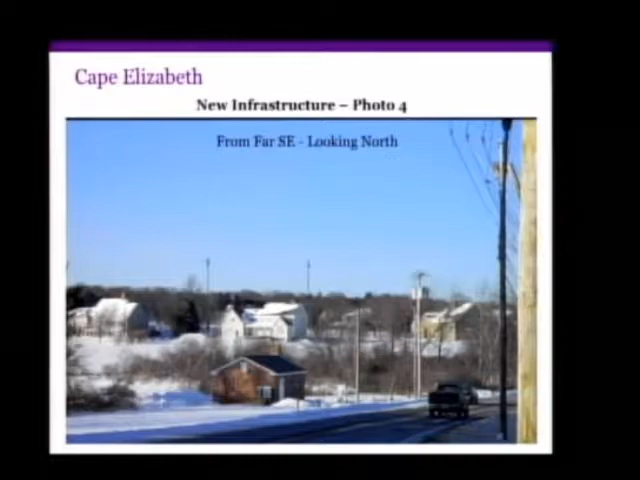 Cape Elizabeth
New Infrastructure – Photo 4
From Far SE - Looking North